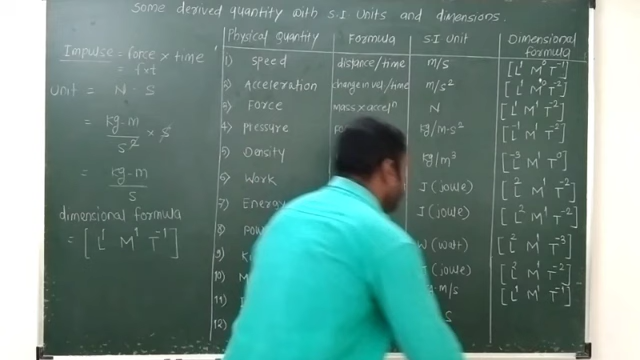 Some derived quantity with S.I. Units and dimensions.
Impulse = force × time
= f×t
Unit = N · S
= kg·m / s² × s
= kg·m / s
dimensional formula
= [L¹ M¹ T⁻¹]
Physical Quantity Formula S.I. Unit Dimensional formula
1) Speed distance/time m/s [L¹ M⁰ T⁻¹]
2) Acceleration change in vel/time m/s² [L¹ M⁰ T⁻²]
3) Force mass × accelⁿ N [L¹ M¹ T⁻²]
4) Pressure kg/m·s² [L¹ M¹ T⁻²]
5) Density kg/m³ [L⁻³ M¹ T⁰]
6) Work J (joule) [L² M¹ T⁻²]
7) Energy J (joule) [L² M¹ T⁻²]
8) W (watt) [L² M¹ T⁻³]
9) (joule) [L² M¹ T⁻²]
10) m/s [L¹ M¹ T⁻¹]
11)
12) S